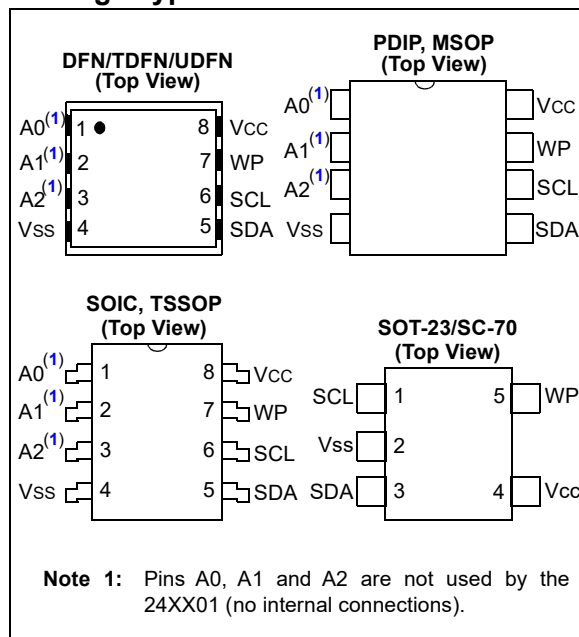 DFN/TDFN/UDFN
(Top View)
A0(1) 1 8 VCC
A1(1) 2 7 WP
A2(1) 3 6 SCL
VSS 4 5 SDA
PDIP, MSOP
(Top View)
A0(1) VCC
A1(1) WP
A2(1) SCL
VSS SDA
SOIC, TSSOP
(Top View)
A0(1) 1 8 VCC
A1(1) 2 7 WP
A2(1) 3 6 SCL
VSS 4 5 SDA
SOT-23/SC-70
(Top View)
SCL 1 5 WP
Vss 2
SDA 3 4 Vcc
Note 1: Pins A0, A1 and A2 are not used by the
24XX01 (no internal connections).